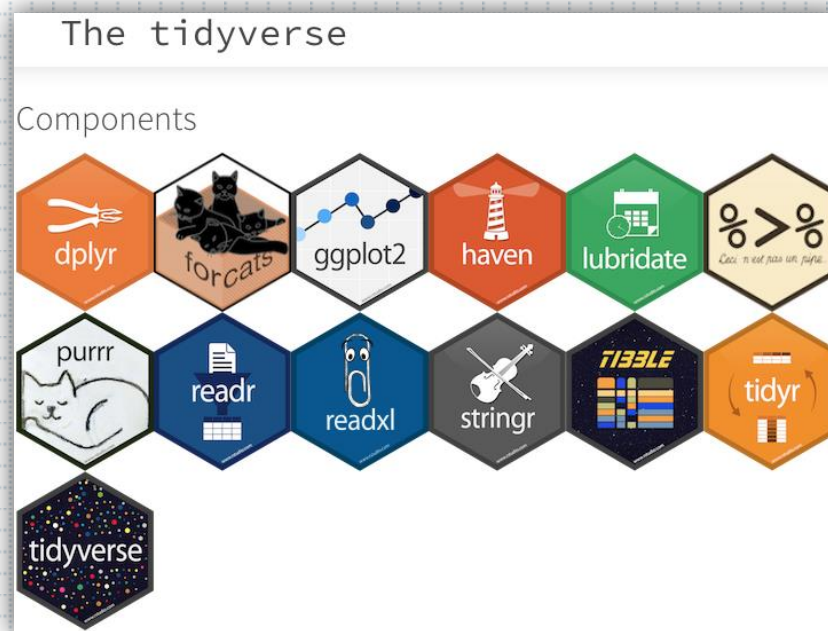 The tidyverse
Components
dplyr
forcats
ggplot2
haven
lubridate
%>%
Ceci n'est pas un pipe.
purrr
readr
readxl
stringr
TIBBLE
tidyr
tidyverse